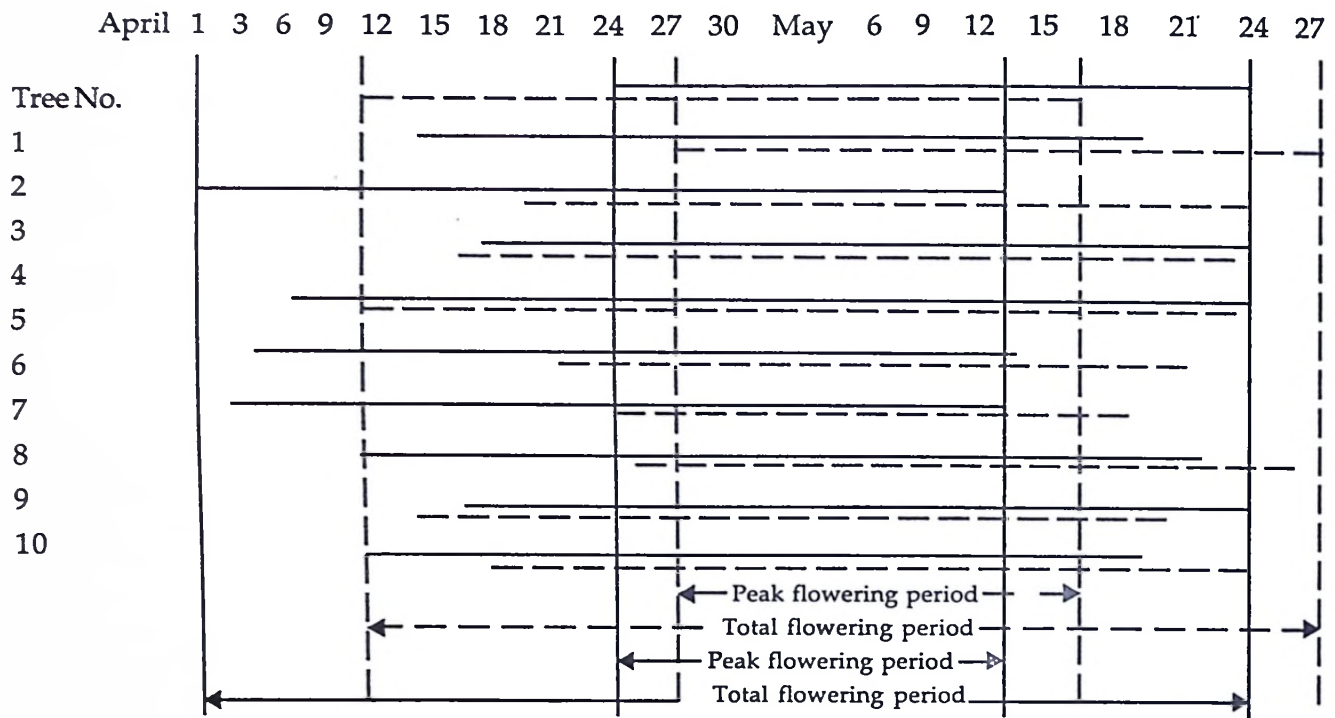 April 1 3 6 9 12 15 18 21 24 27 30 May 6 9 12 15 18 21 24 27
Tree No.
1
2
3
4
5
6
7
8
9
10
Peak flowering period
Total flowering period
Peak flowering period
Total flowering period